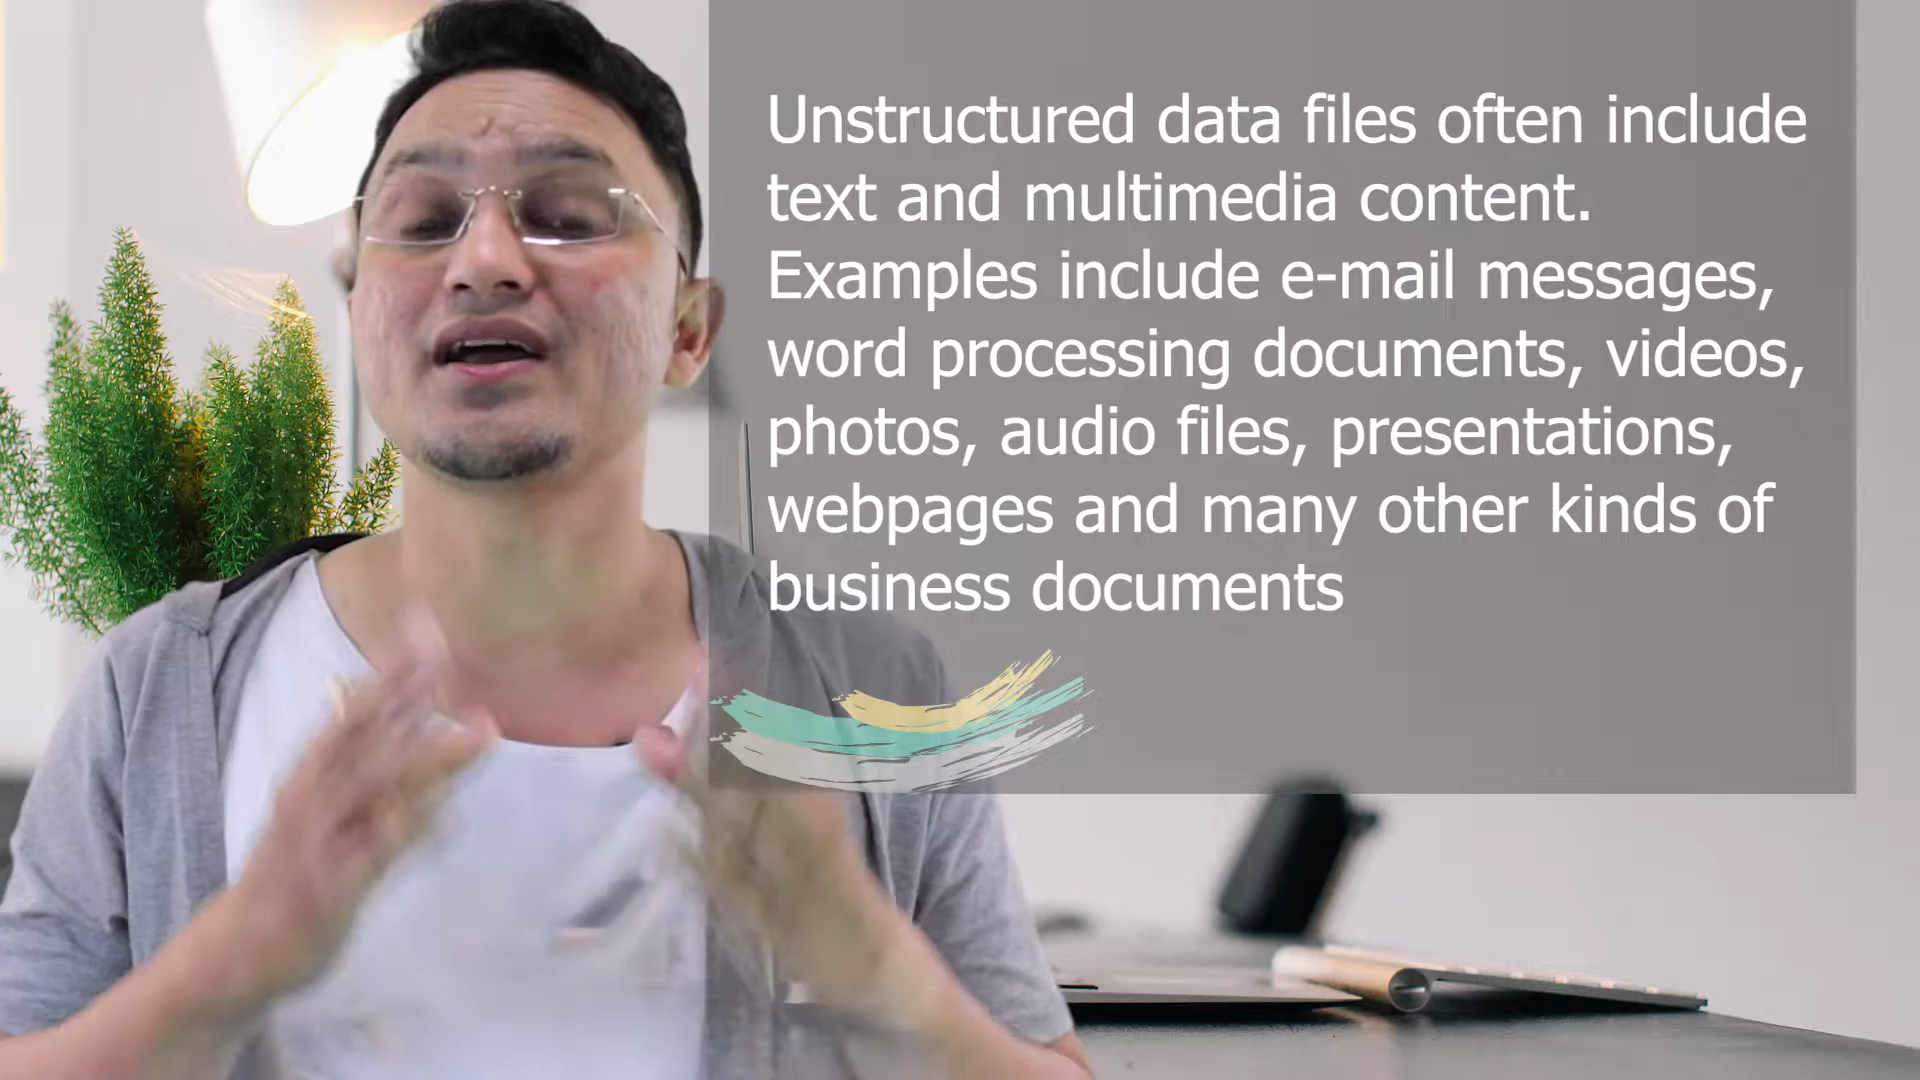 Unstructured data files often include
text and multimedia content.
Examples include e-mail messages,
word processing documents, videos,
photos, audio files, presentations,
webpages and many other kinds of
business documents